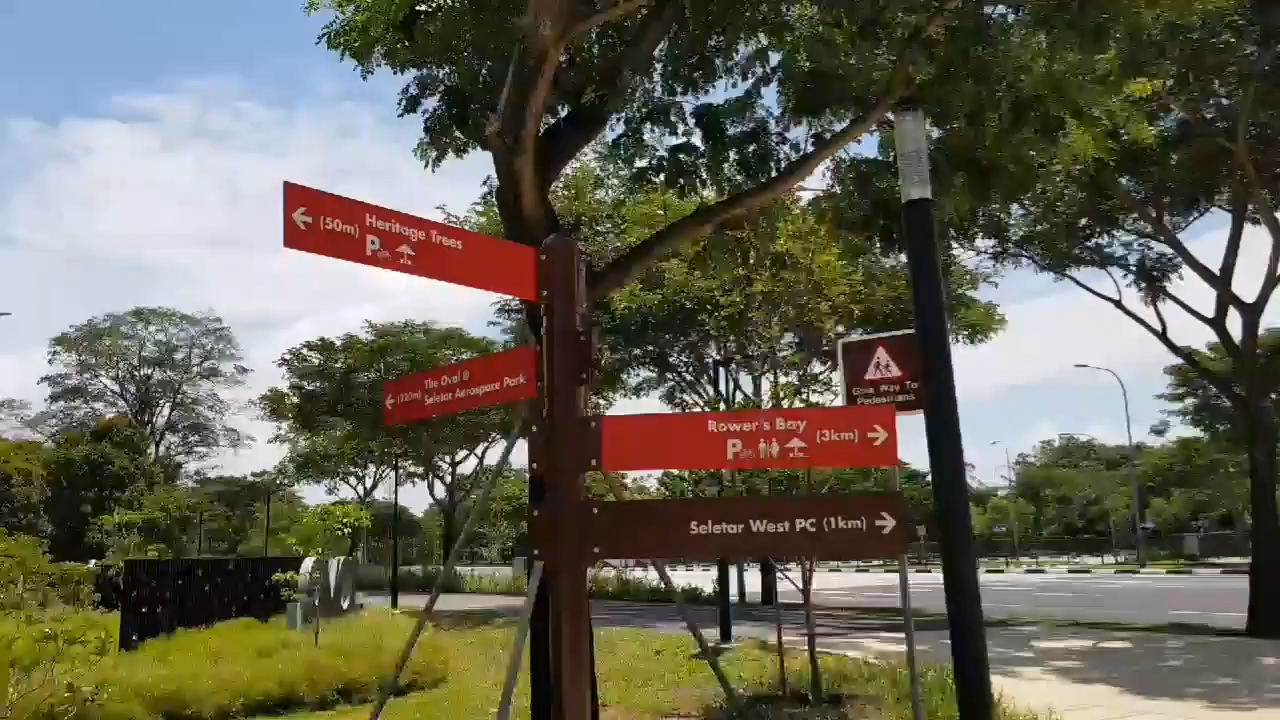 Heritage Trees
(50m)
P
The Oval @
(320m) Seletar Aerospace Park
Rower's Bay
P (3km)
Seletar West PC (1km)
Give Way To
Pedestrians